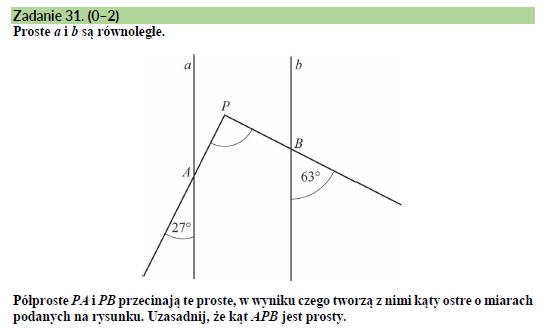 Zadanie 31. (0–2)
Proste a i b są równoległe.
a
b
P
B
A
63°
27°
Półproste PA i PB przecinają te proste, w wyniku czego tworzą z nimi kąty ostre o miarach
podanych na rysunku. Uzasadnij, że kąt APB jest prosty.